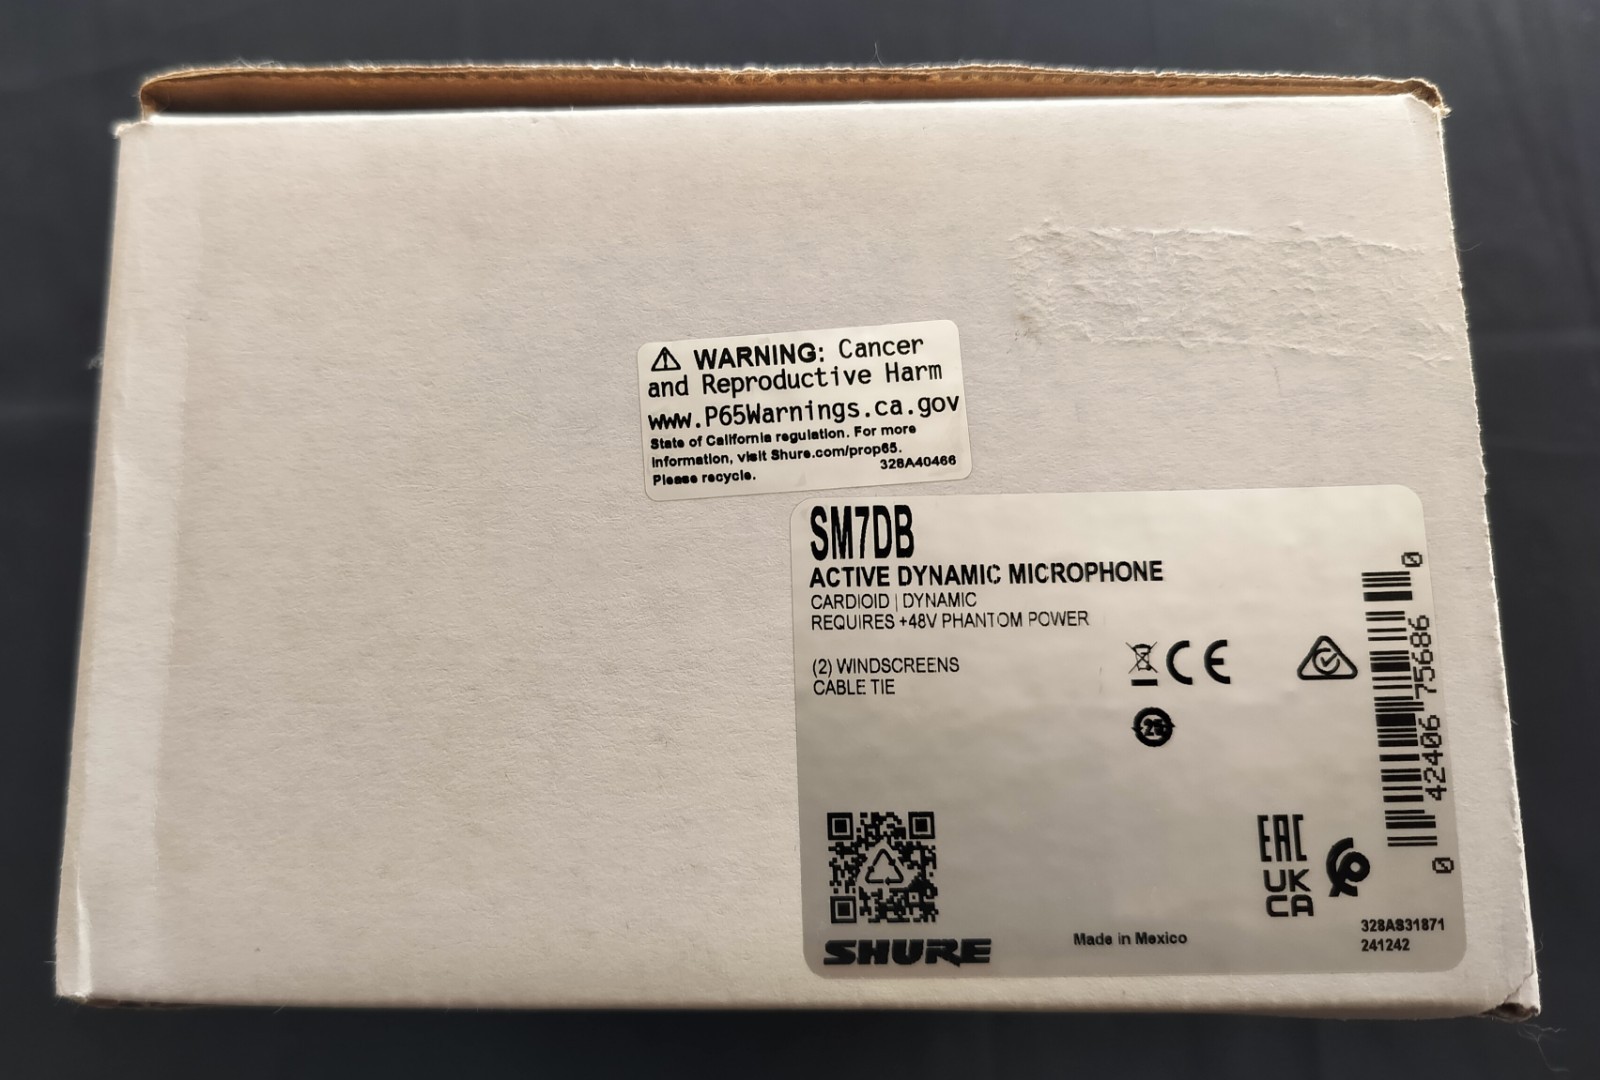 WARNING: Cancer
and Reproductive Harm
www.P65Warnings.ca.gov
State of California regulation. For more
information, visit Shure.com/prop65.
Please recycle.
328A40466
SM7DB
ACTIVE DYNAMIC MICROPHONE
CARDIOID | DYNAMIC
REQUIRES +48V PHANTOM POWER
(2) WINDSCREENS
CABLE TIE
CE
25
0 42406 75686 0
EAC
UK
CA
SHURE
Made in Mexico
328AS31871
241242